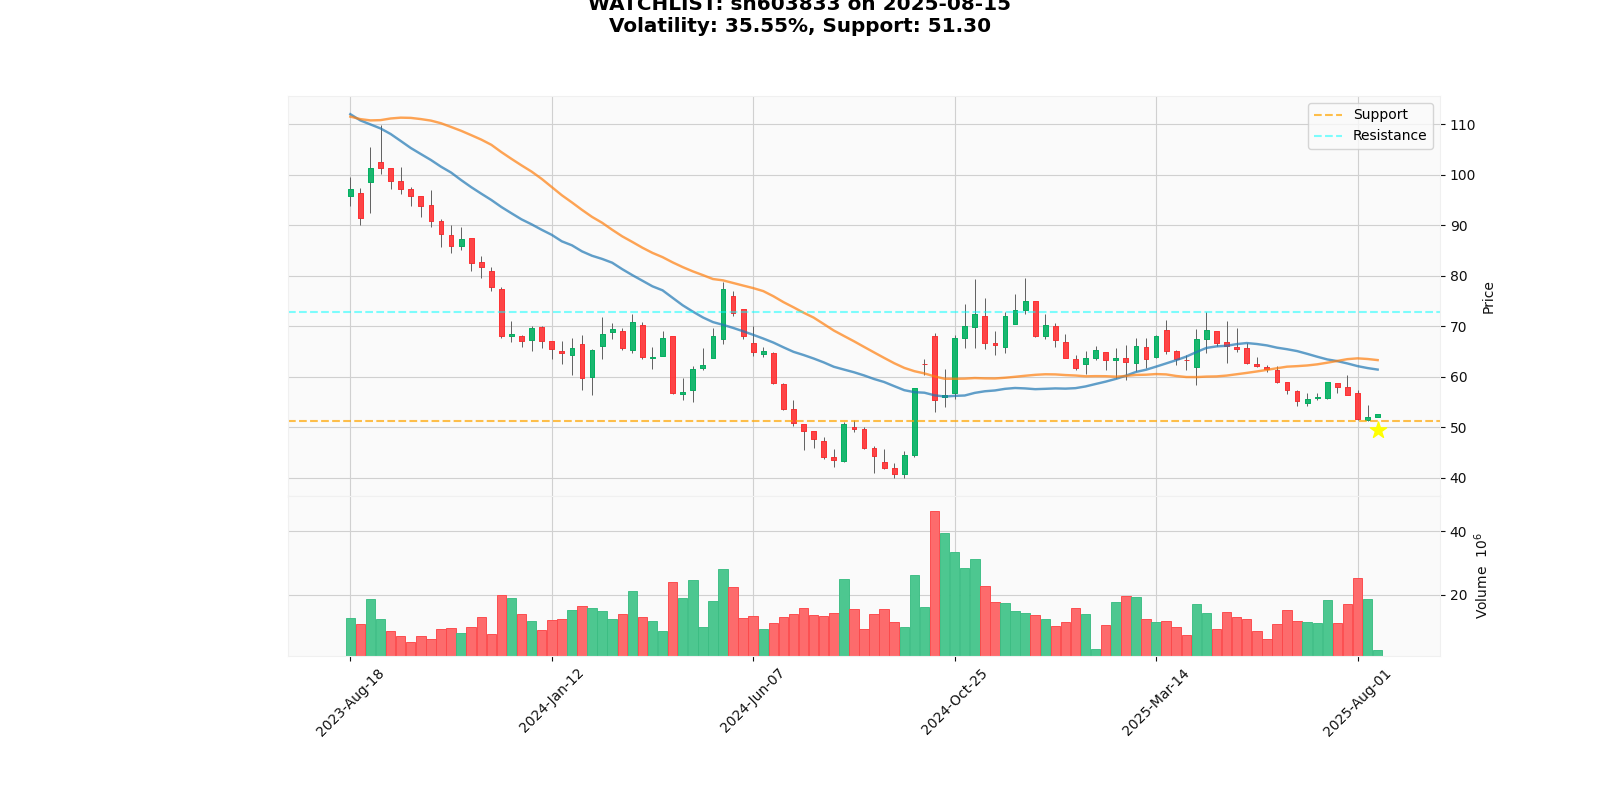 WATCHLIST: sh603833 on 2025-08-15
Volatility: 35.55%, Support: 51.30
Support
Resistance
110
100
90
80
70
60
50
40
Price
40
20
Volume 10^6
2023-Aug-18
2024-Jan-12
2024-Jun-07
2024-Oct-25
2025-Mar-14
2025-Aug-01